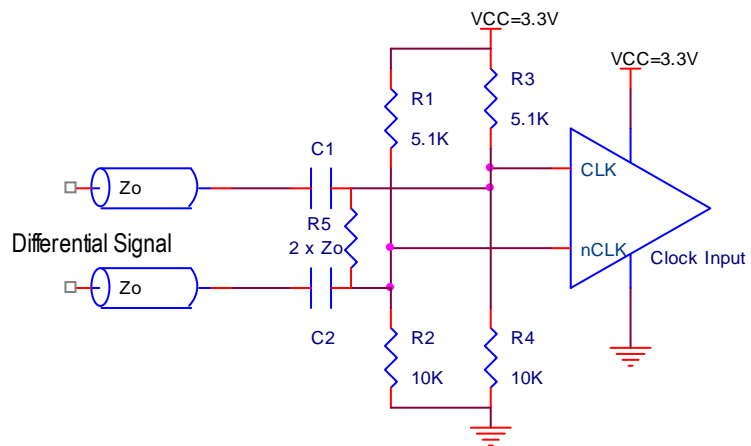 VCC=3.3V
VCC=3.3V
R3
R1
5.1K
5.1K
C1
Zo
CLK
R5
Differential Signal
2 x Zo
nCLK
Clock Input
Zo
C2
R2
R4
10K
10K